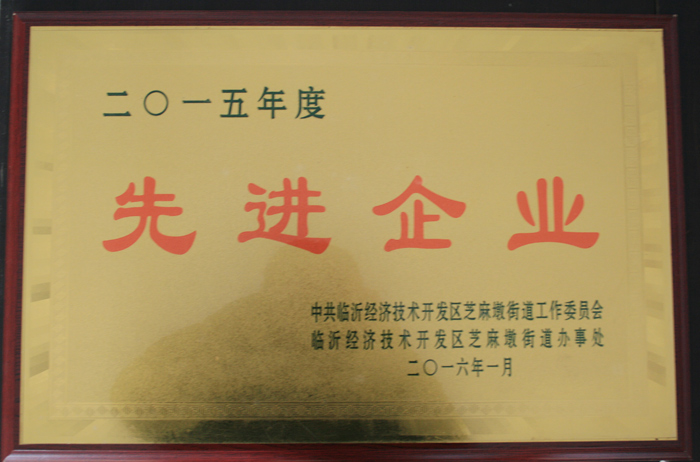 二〇一五年度
先进企业
中共临沂经济技术开发区芝麻墩街道工作委员会
临沂经济技术开发区芝麻墩街道办事处
二〇一六年一月